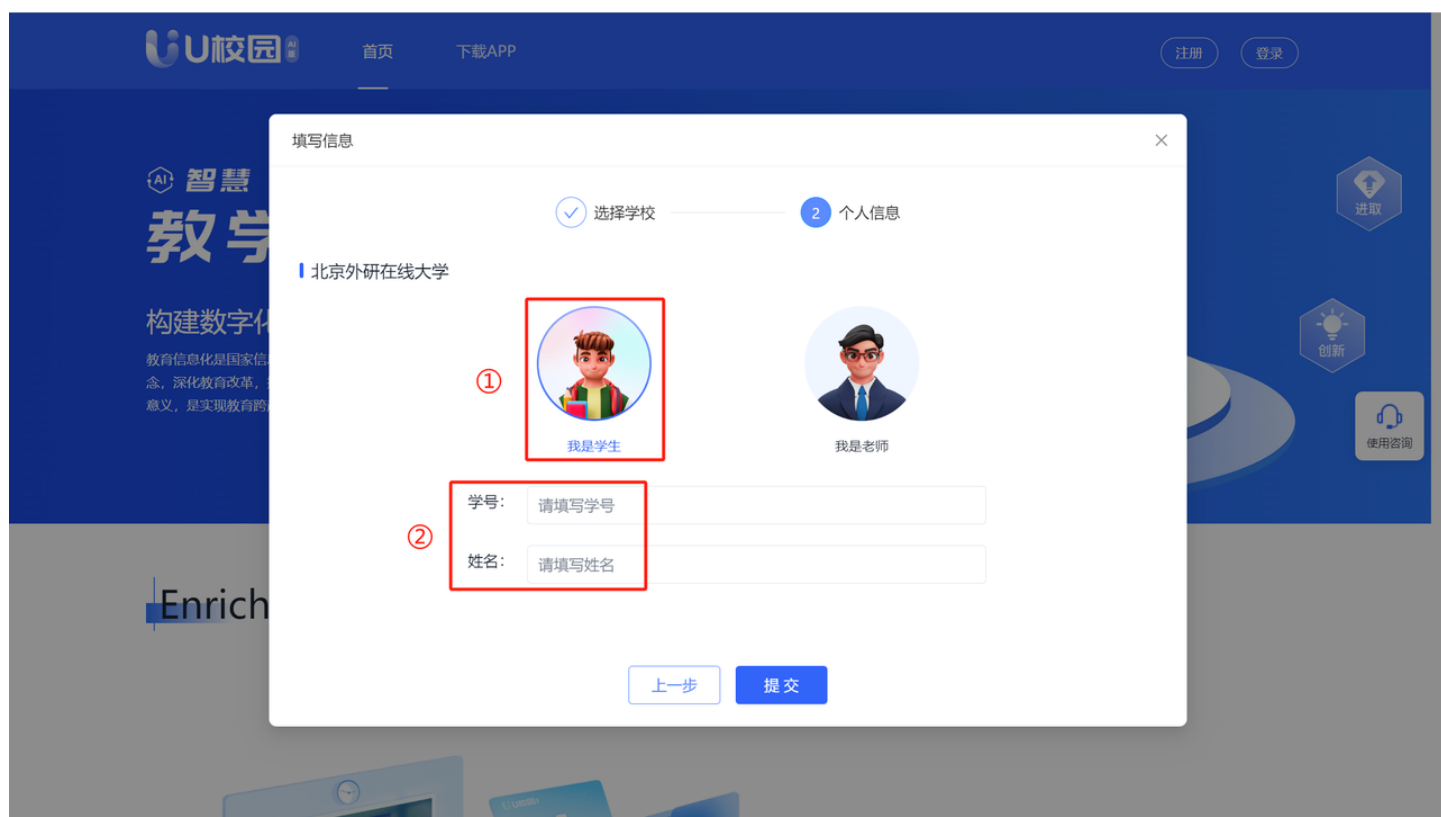 U校园 AI版
首页
下载APP
注册
登录
填写信息
AI 智慧
教学
进取
选择学校
2 个人信息
北京外研在线大学
构建数字化
创新
教育信息化是国家信
念，深化教育改革，
意义，是实现教育跨
①
使用咨询
我是学生
我是老师
②
学号：
请填写学号
姓名：
请填写姓名
Enrich
上一步
提交